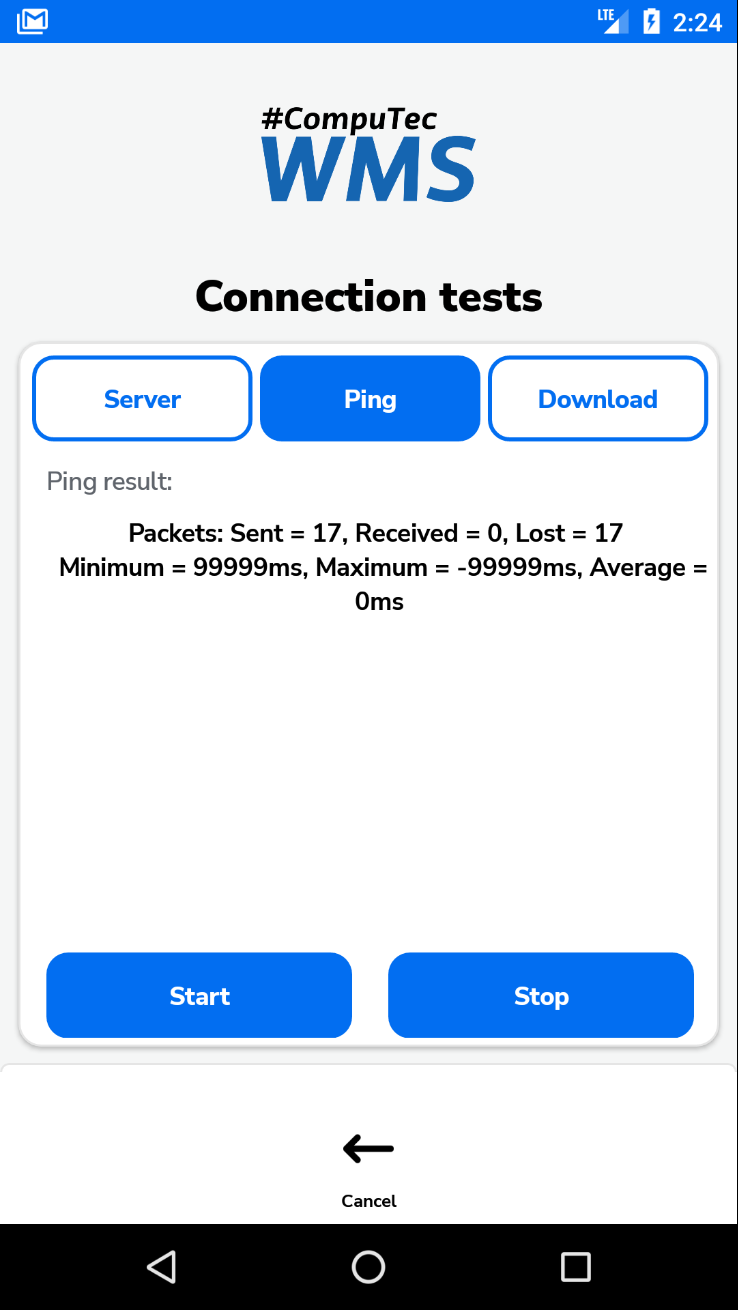 LTE 2:24
#CompuTec
WMS
Connection tests
Server Ping Download
Ping result:
Packets: Sent = 17, Received = 0, Lost = 17
Minimum = 99999ms, Maximum = -99999ms, Average =
0ms
Start Stop
Cancel